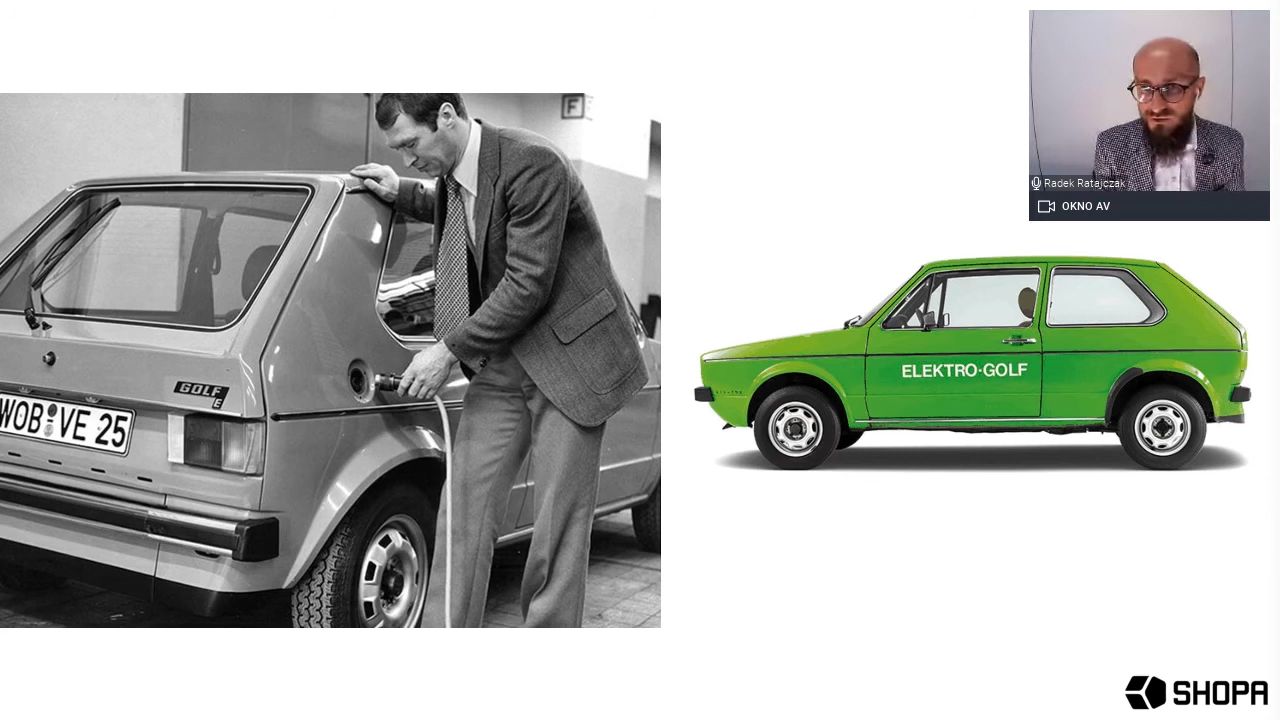 F
GOLF
E
WOB VE 25
Radek Ratajczak
OKNO AV
ELEKTRO-GOLF
SHOPA